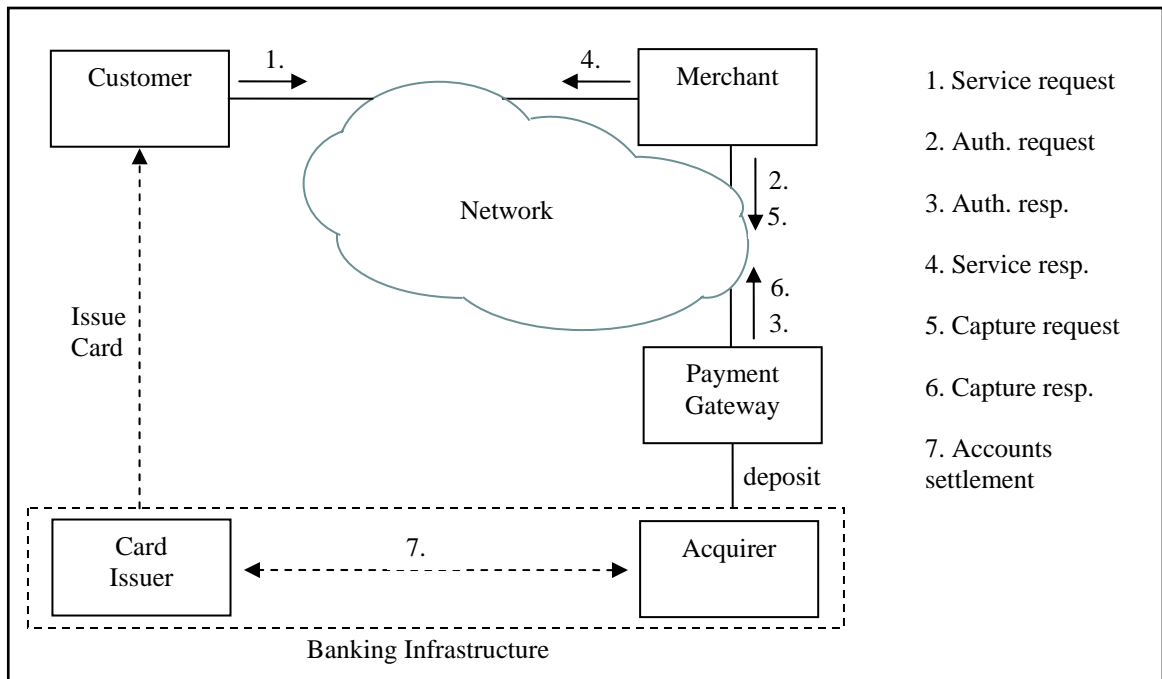 Customer
1.
4.
Merchant
Network
2.
5.
6.
3.
Issue
Card
Payment
Gateway
deposit
Card
Issuer
7.
Acquirer
Banking Infrastructure
1. Service request
2. Auth. request
3. Auth. resp.
4. Service resp.
5. Capture request
6. Capture resp.
7. Accounts
settlement